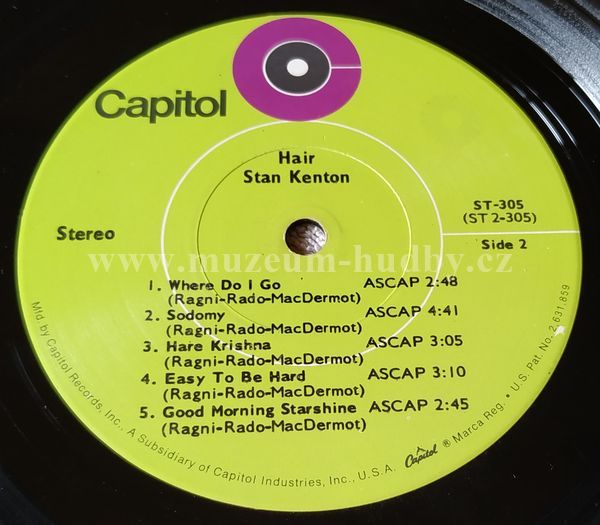 Capitol
Hair
Stan Kenton
ST-305
(ST 2-305)
Stereo
Side 2
www.muzeum-hudby.cz
1. Where Do I Go ASCAP 2:48
(Ragni-Rado-MacDermot)
2. Sodomy ASCAP 4:41
(Ragni-Rado-MacDermot)
3. Hare Krishna ASCAP 3:05
(Ragni-Rado-MacDermot)
4. Easy To Be Hard ASCAP 3:10
(Ragni-Rado-MacDermot)
5. Good Morning Starshine ASCAP 2:45
(Ragni-Rado-MacDermot)
Mfd. by Capitol Records, Inc., A Subsidiary of Capitol Industries, Inc., U.S.A. Capitol ® Marca Reg. • U.S. Pat. No. 2,631,859